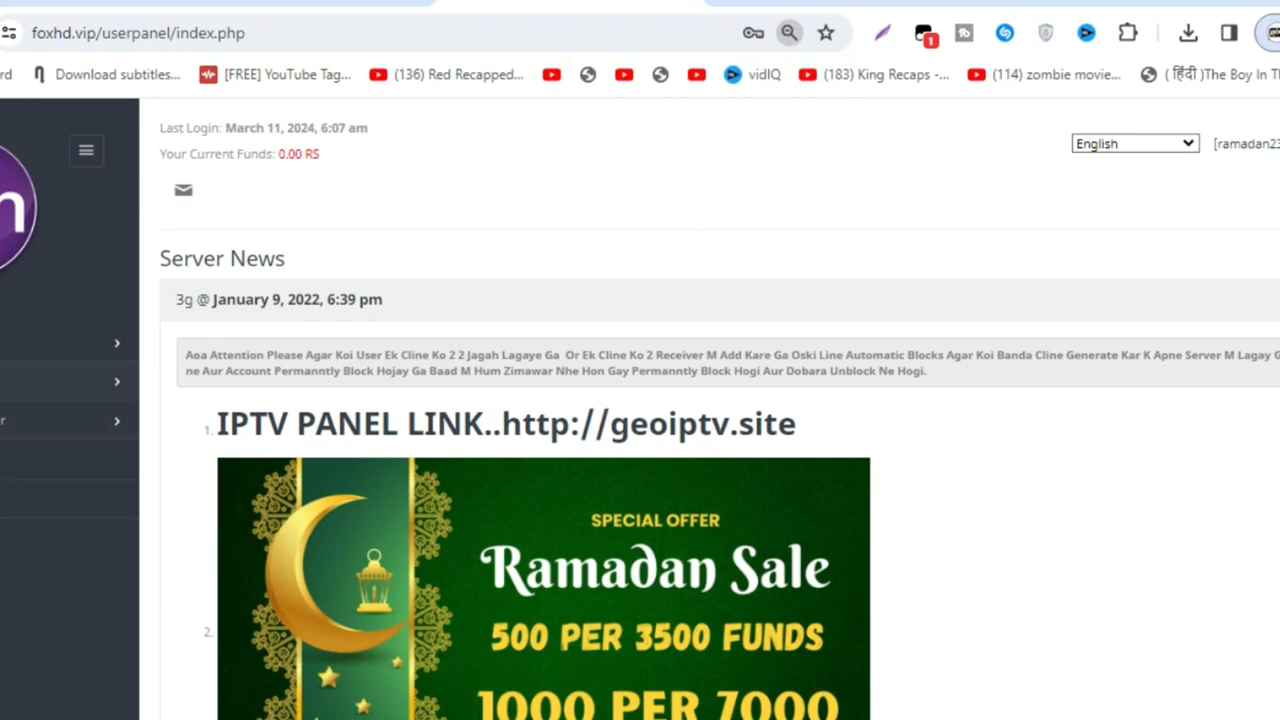 foxhd.vip/userpanel/index.php
1
rd
Download subtitles...
[FREE] YouTube Tag...
(136) Red Recapped...
vidIQ
(183) King Recaps -...
(114) zombie movie...
( हिंदी )The Boy In T
Last Login: March 11, 2024, 6:07 am
English
[ramadan23
Your Current Funds: 0.00 RS
Server News
3g @ January 9, 2022, 6:39 pm
Aoa Attention Please Agar Koi User Ek Cline Ko 2 2 Jagah Lagaye Ga Or Ek Cline Ko 2 Receiver M Add Kare Ga Oski Line Automatic Blocks Agar Koi Banda Cline Generate Kar K Apne Server M Lagay G
ne Aur Account Permanntly Block Hojay Ga Baad M Hum Zimawar Nhe Hon Gay Permanntly Block Hogi Aur Dobara Unblock Ne Hogi.
1. IPTV PANEL LINK..http://geoiptv.site
2.
SPECIAL OFFER
Ramadan Sale
500 PER 3500 FUNDS
1000 PER 7000